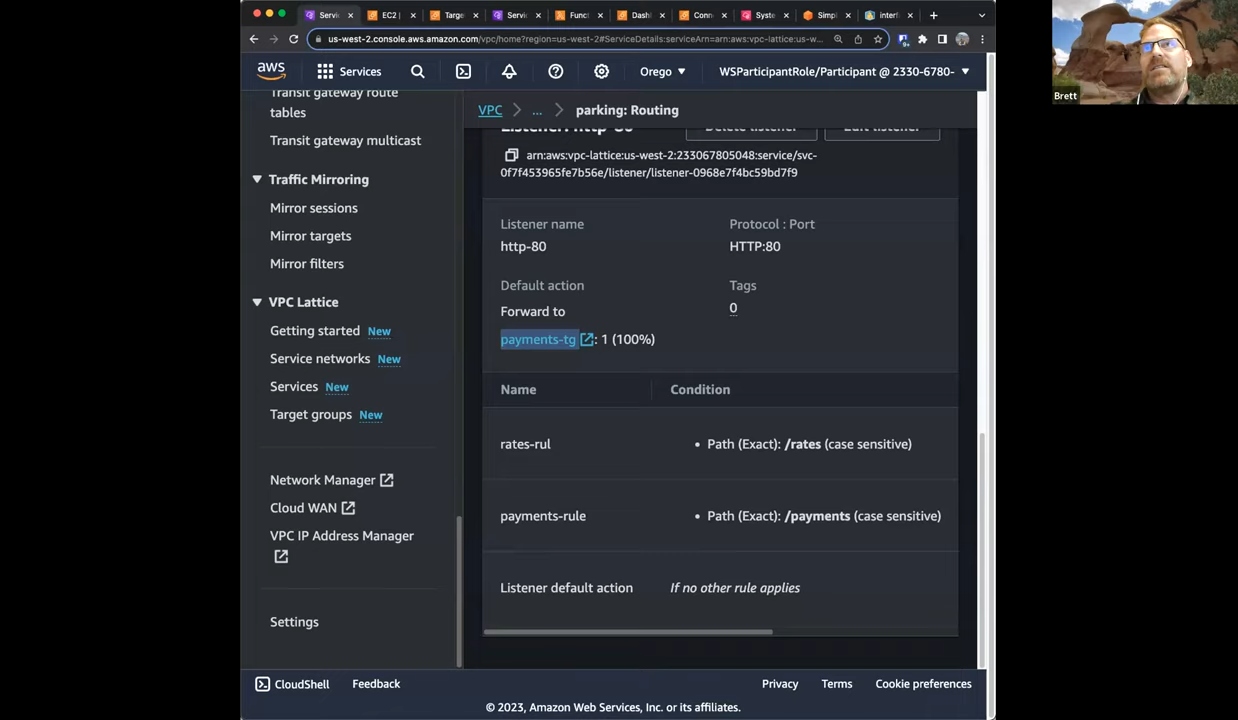 Servi
EC2 |
Targe
Servic
Funct
Dash
Conn
Syste
Simpl
interf
us-west-2.console.aws.amazon.com/vpc/home?region=us-west-2#ServiceDetails:serviceArn=arn:aws:vpc-lattice:us-w...
aws
Services
Orego
WSParticipantRole/Participant @ 2330-6780-
Transit gateway route
tables
Transit gateway multicast
Traffic Mirroring
Mirror sessions
Mirror targets
Mirror filters
VPC Lattice
Getting started New
Service networks New
Services New
Target groups New
Network Manager
Cloud WAN
VPC IP Address Manager
Settings
VPC
...
parking: Routing
Listener: http-80
Delete listener
Edit listener
arn:aws:vpc-lattice:us-west-2:233067805048:service/svc-
0f7f453965fe7b56e/listener/listener-0968e7f4bc59bd7f9
Listener name
http-80
Protocol : Port
HTTP:80
Default action
Forward to
payments-tg : 1 (100%)
Tags
0
Name
Condition
rates-rul
• Path (Exact): /rates (case sensitive)
payments-rule
• Path (Exact): /payments (case sensitive)
Listener default action
If no other rule applies
CloudShell
Feedback
Privacy
Terms
Cookie preferences
© 2023, Amazon Web Services, Inc. or its affiliates.
Brett